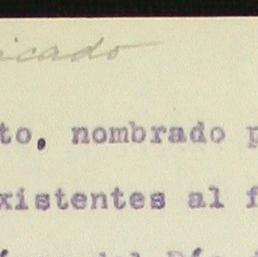 icado
to, nombrado p
xistentes al f